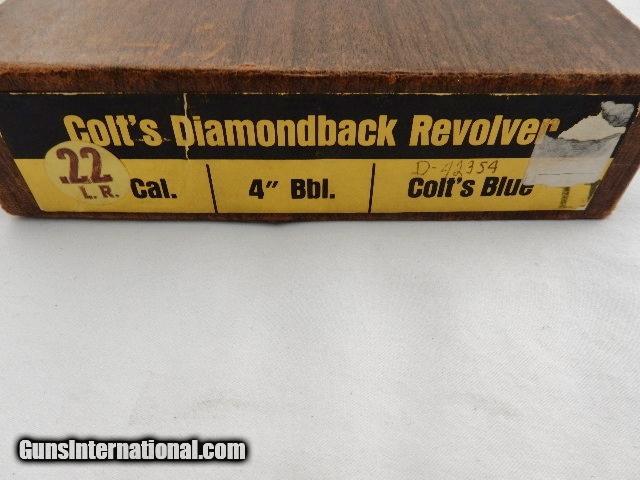 Colt's Diamondback Revolver
.22 L.R. Cal.
4" Bbl.
D-42354
Colt's Blue
GunsInternational.com